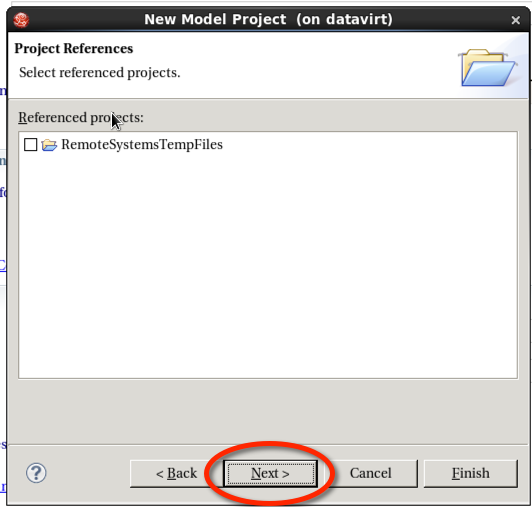 New Model Project (on datavirt)
Project References
Select referenced projects.
Referenced projects:
RemoteSystemsTempFiles
< Back
Next >
Cancel
Finish